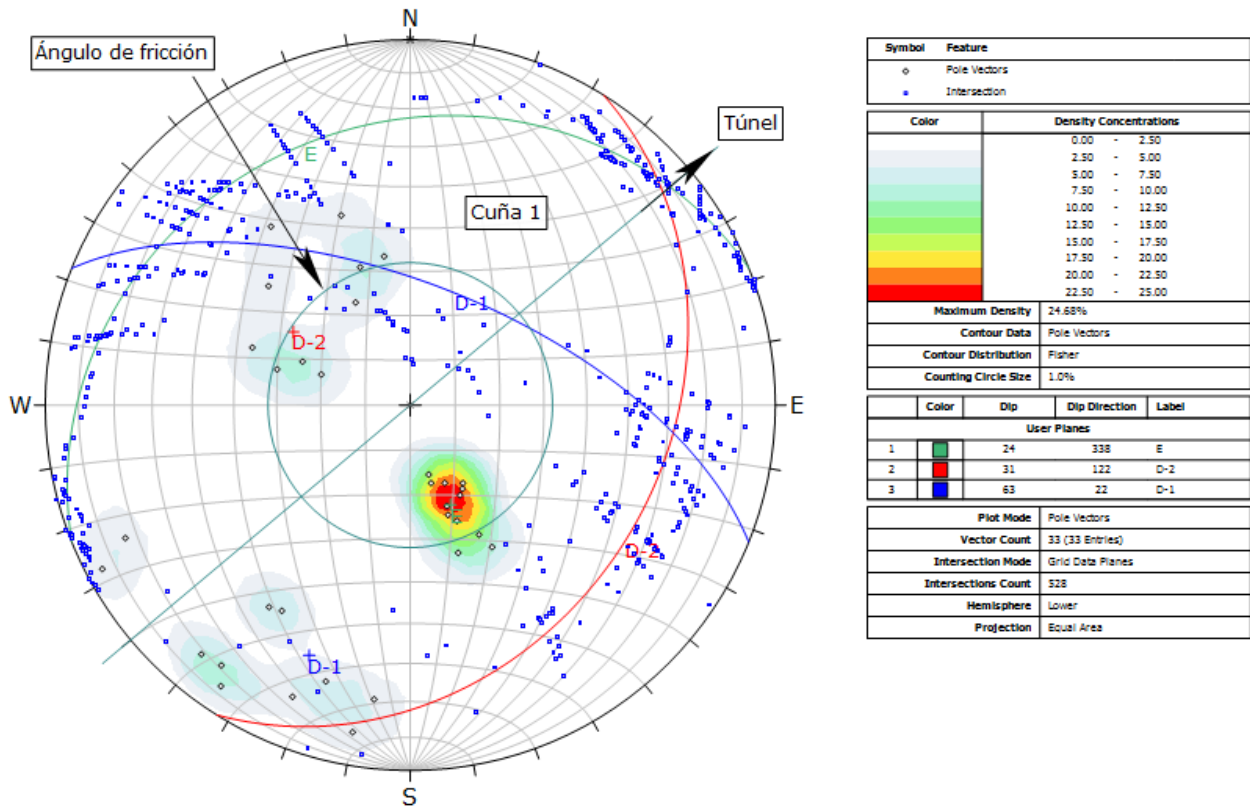 N
Ángulo de fricción
Túnel
E
Cuña 1
D-1
D-2
W
E
D-2
D-1
S
Symbol Feature
Pole Vectors
Intersection
Color Density Concentrations
0.00 - 2.50
2.50 - 5.00
5.00 - 7.50
7.50 - 10.00
10.00 - 12.50
12.50 - 15.00
15.00 - 17.50
17.50 - 20.00
20.00 - 22.50
22.50 - 25.00
Maximum Density 24.68%
Contour Data Pole Vectors
Contour Distribution Fisher
Counting Circle Size 1.0%
Color Dip Dip Direction Label
User Planes
1 24 338 E
2 31 122 D-2
3 63 22 D-1
Plot Mode Pole Vectors
Vector Count 33 (33 Entries)
Intersection Mode Grid Data Planes
Intersections Count 528
Hemisphere Lower
Projection Equal Area